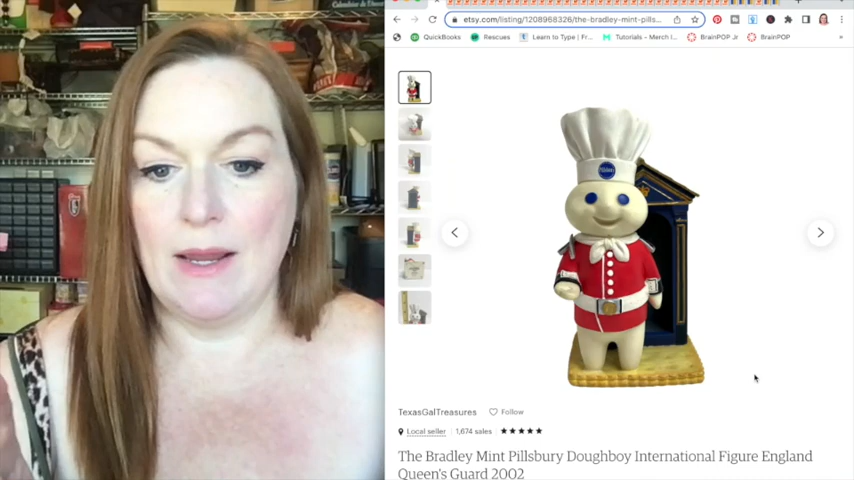 etsy.com/listing/1208968326/the-bradley-mint-pills...
QuickBooks
Rescues
Learn to Type | Fr...
Tutorials - Merch I...
BrainPOP Jr
BrainPOP
»
TexasGalTreasures
Follow
Local seller
1,674 sales
The Bradley Mint Pillsbury Doughboy International Figure England
Queen's Guard 2002